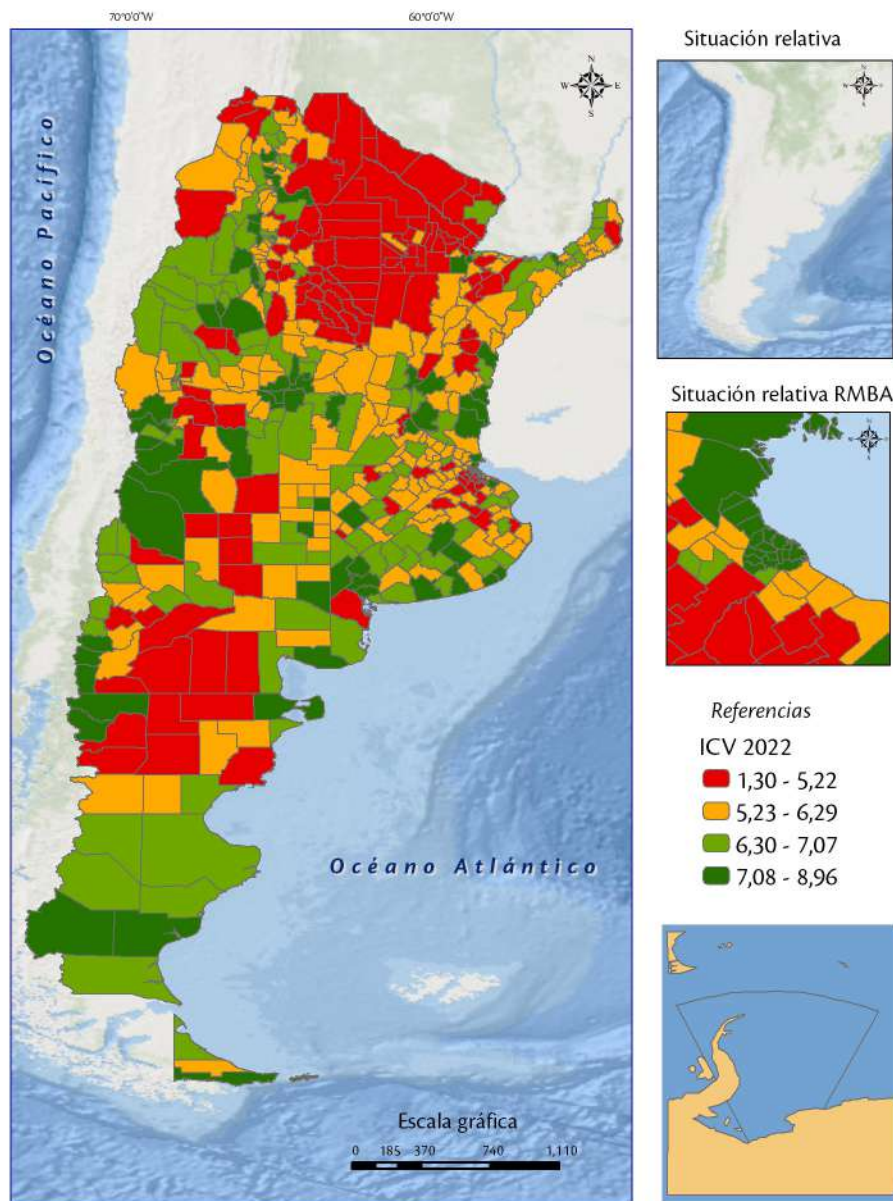 70°0'0"W
60°0'0"W
Océano Pacífico
N
W
E
S
Océano Atlántico
Escala gráfica
0 185 370 740 1,110
Situación relativa
Situación relativa RMBA
Referencias
ICV 2022
1,30 - 5,22
5,23 - 6,29
6,30 - 7,07
7,08 - 8,96